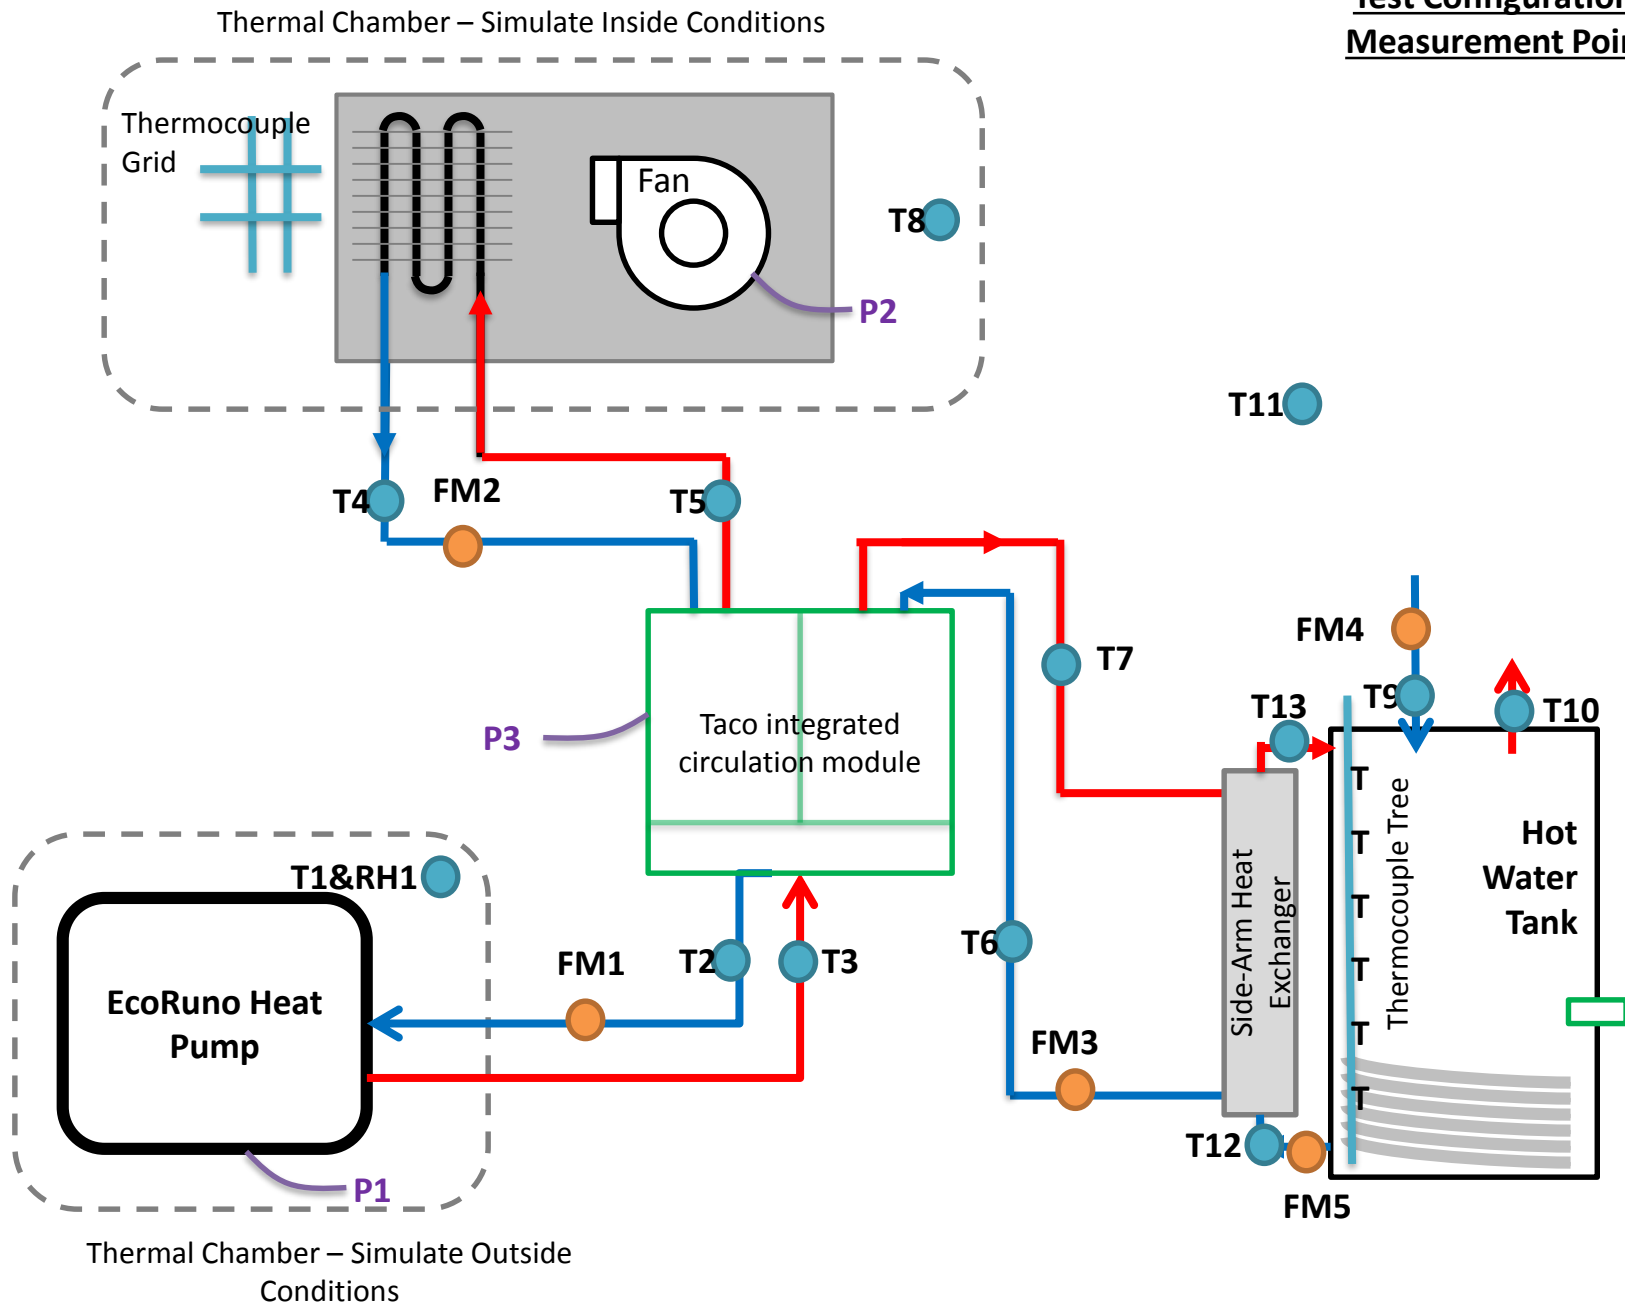 Thermal Chamber – Simulate Inside Conditions
Measurement Poin
Thermocouple
Grid
Fan
T8
P2
T11
T4
FM2
T5
FM4
T7
T9
T13
T10
P3
Taco integrated
circulation module
T
T
T
T
T
T
Thermocouple Tree
Hot
Water
Tank
Side-Arm Heat
Exchanger
T1&RH1
EcoRuno Heat
Pump
FM1
T2
T3
T6
FM3
T12
FM5
P1
Thermal Chamber – Simulate Outside
Conditions